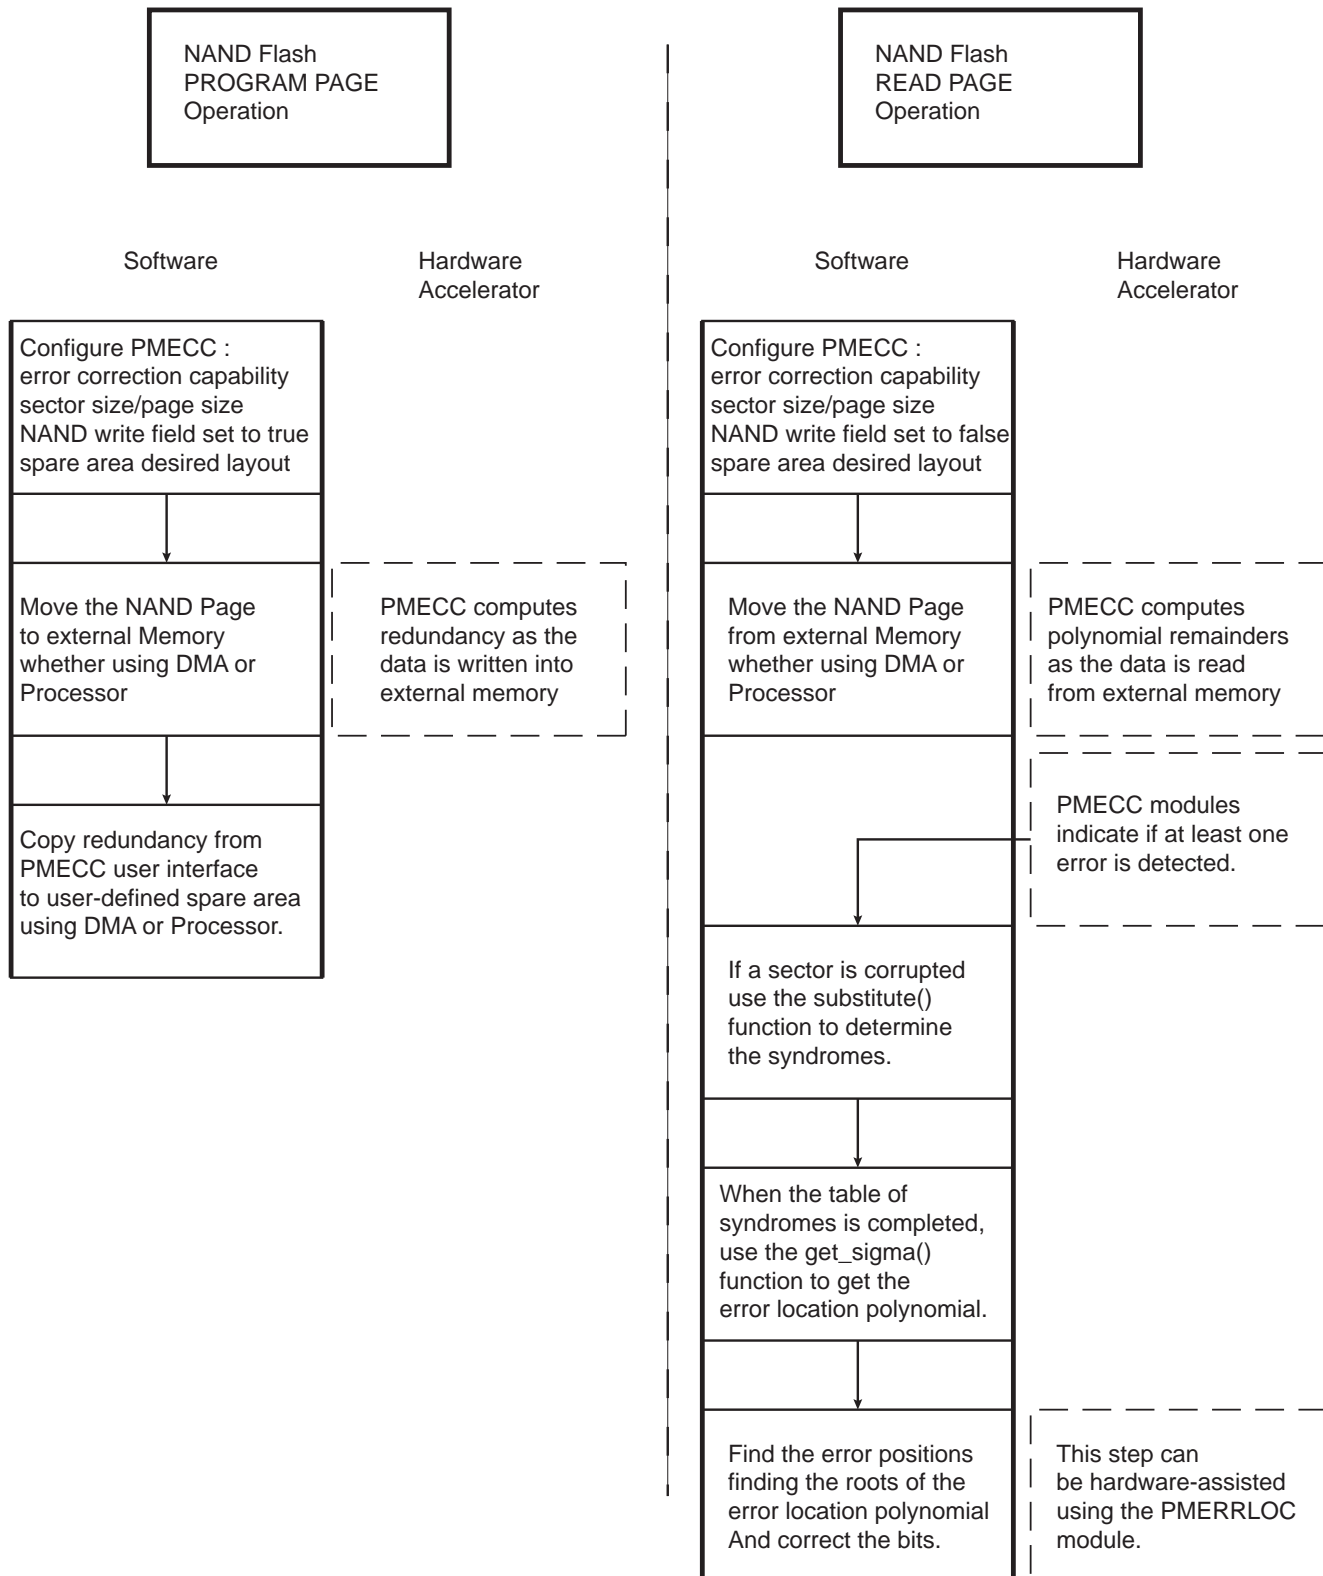 NAND Flash
PROGRAM PAGE
Operation
Software
Hardware
Accelerator
Configure PMECC :
error correction capability
sector size/page size
NAND write field set to true
spare area desired layout
Move the NAND Page
to external Memory
whether using DMA or
Processor
PMECC computes
redundancy as the
data is written into
external memory
Copy redundancy from
PMECC user interface
to user-defined spare area
using DMA or Processor.
NAND Flash
READ PAGE
Operation
Software
Hardware
Accelerator
Configure PMECC :
error correction capability
sector size/page size
NAND write field set to false
spare area desired layout
Move the NAND Page
from external Memory
whether using DMA or
Processor
PMECC computes
polynomial remainders
as the data is read
from external memory
PMECC modules
indicate if at least one
error is detected.
If a sector is corrupted
use the substitute()
function to determine
the syndromes.
When the table of
syndromes is completed,
use the get_sigma()
function to get the
error location polynomial.
Find the error positions
finding the roots of the
error location polynomial
And correct the bits.
This step can
be hardware-assisted
using the PMERRLOC
module.